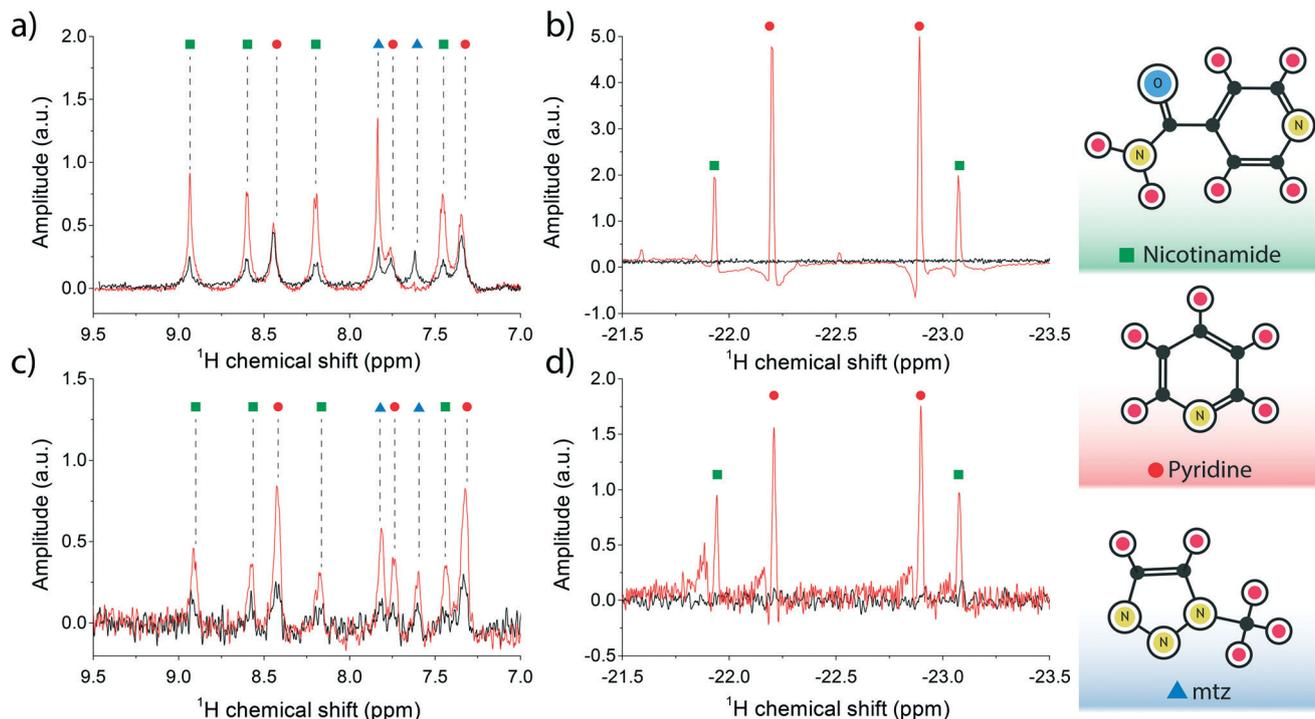 a)
Amplitude (a.u.)
2.0
1.5
1.0
0.5
0.0
9.5 9.0 8.5 8.0 7.5 7.0
¹H chemical shift (ppm)
b)
Amplitude (a.u.)
5.0
4.0
3.0
2.0
1.0
0.0
-1.0
-21.5 -22.0 -22.5 -23.0 -23.5
¹H chemical shift (ppm)
c)
Amplitude (a.u.)
1.5
1.0
0.5
0.0
9.5 9.0 8.5 8.0 7.5 7.0
¹H chemical shift (ppm)
d)
Amplitude (a.u.)
2.0
1.5
1.0
0.5
0.0
-0.5
-21.5 -22.0 -22.5 -23.0 -23.5
¹H chemical shift (ppm)
O
N
N
Nicotinamide
N
Pyridine
N
N
N
mtz